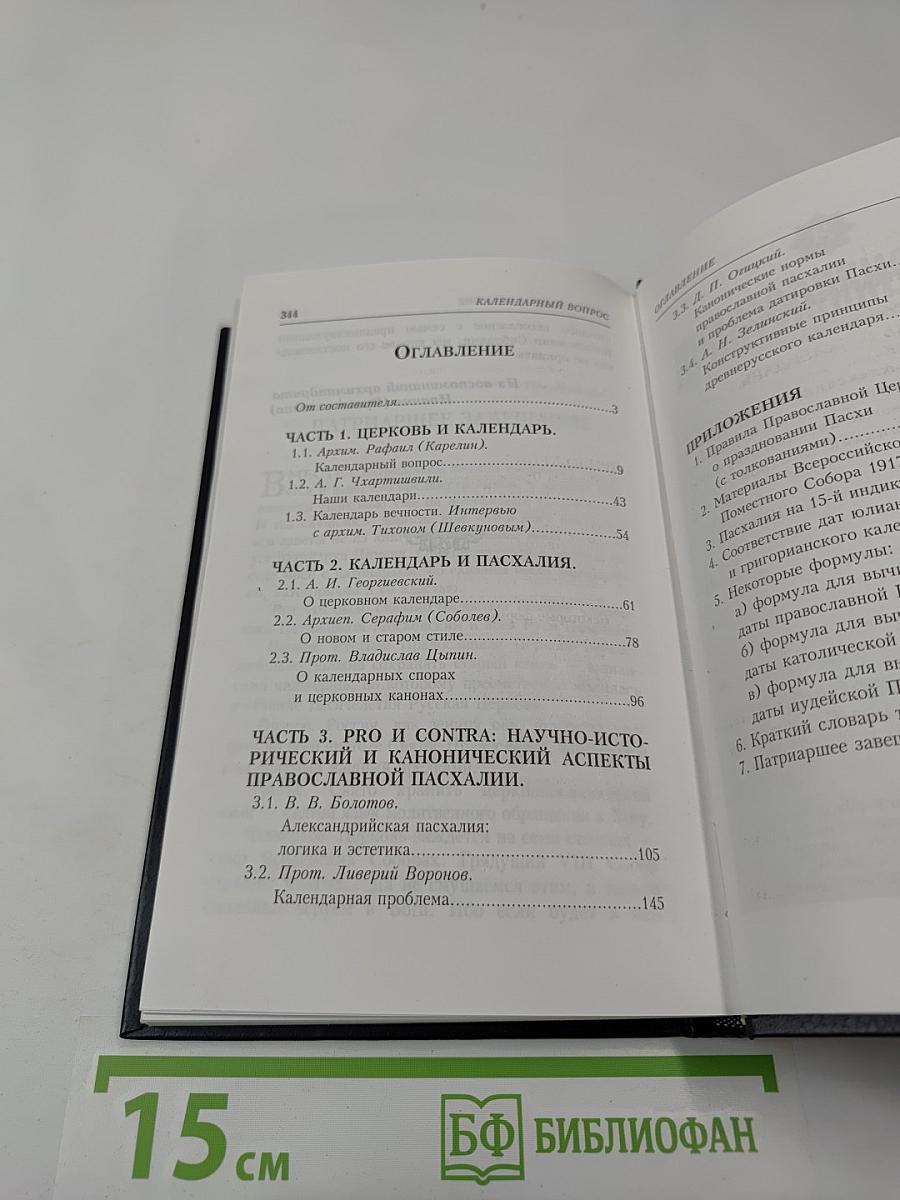 344
КАЛЕНДАРНЫЙ ВОПРОС
ОГЛАВЛЕНИЕ
От составителя....................................................3
ЧАСТЬ 1. ЦЕРКОВЬ И КАЛЕНДАРЬ.
1.1. Архим. Рафаил (Карелин).
Календарный вопрос..........................................9
1.2. А. Г. Чхартишвили.
Наши календари...............................................43
1.3. Календарь вечности. Интервью
с архим. Тихоном (Шевкуновым)..................54
ЧАСТЬ 2. КАЛЕНДАРЬ И ПАСХАЛИЯ.
2.1. А. И. Георгиевский.
О церковном календаре.....................................61
2.2. Архиеп. Серафим (Соболев).
О новом и старом стиле.....................................78
2.3. Прот. Владислав Цыпин.
О календарных спорах
и церковных канонах........................................96
ЧАСТЬ 3. PRO И CONTRA: НАУЧНО-ИСТО-
РИЧЕСКИЙ И КАНОНИЧЕСКИЙ АСПЕКТЫ
ПРАВОСЛАВНОЙ ПАСХАЛИИ.
3.1. В. В. Болотов.
Александрийская пасхалия:
логика и эстетика............................................105
3.2. Прот. Ливерий Воронов.
Календарная проблема....................................145
ОГЛАВЛЕНИЕ
3.3. Д. П. Огицкий.
Канонические нормы
православной пасхалии
и проблема датировки Пасхи...
3.4. А. Н. Зелинский.
Конструктивные принципы
древнерусского календаря....
ПРИЛОЖЕНИЯ
1. Правила Православной Цер
о праздновании Пасхи
(с толкованиями)..............
2. Материалы Всероссийско
Поместного Собора 1917
3. Пасхалия на 15-й индик
4. Соответствие дат юлиан
и григорианского кале
5. Некоторые формулы:
а) формула для вычи
даты православной
б) формула для вы
даты католической
в) формула для вы
даты иудейской П
6. Краткий словарь т
7. Патриаршее завещ
15 см
БФ БИБЛИОФАН